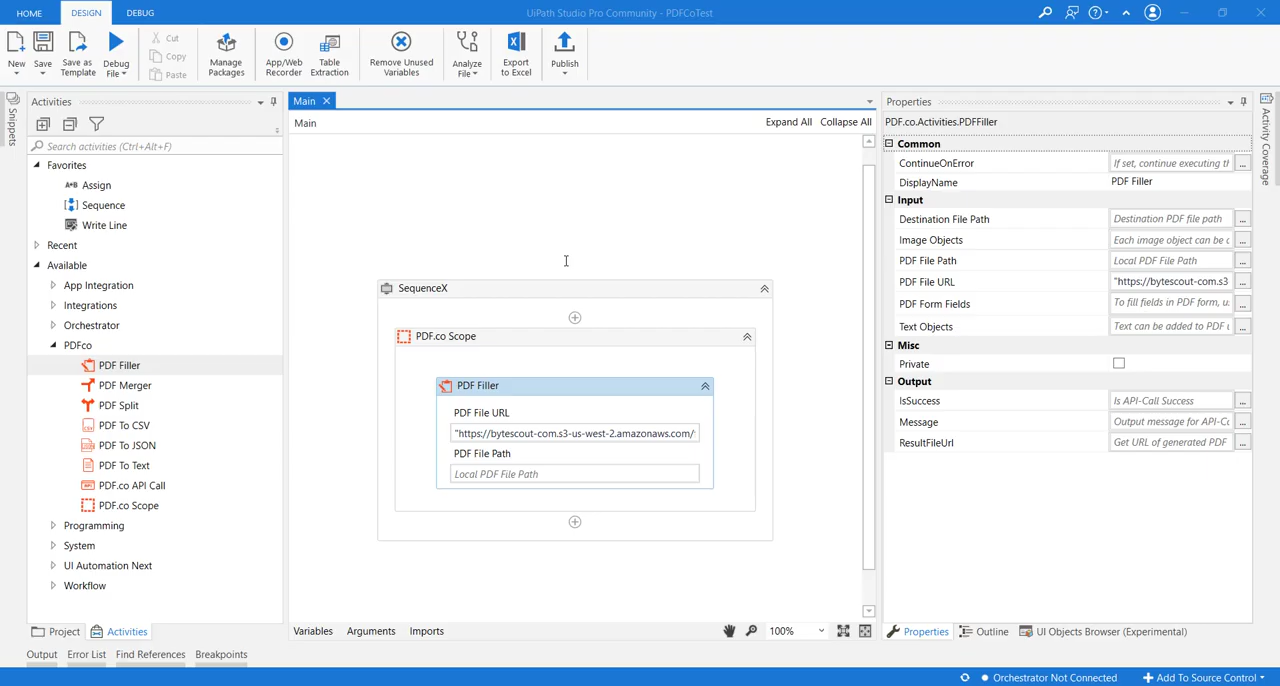 HOME DESIGN DEBUG UiPath Studio Pro Community - PDFCoTest
New Save Save as Template Debug File Cut Copy Paste Manage Packages App/Web Recorder Table Extraction Remove Unused Variables Analyze File Export to Excel Publish
Snippets
Activities
Search activities (Ctrl+Alt+F)
Favorites
Assign
Sequence
Write Line
Recent
Available
App Integration
Integrations
Orchestrator
PDFco
PDF Filler
PDF Merger
PDF Split
PDF To CSV
PDF To JSON
PDF To Text
PDF.co API Call
PDF.co Scope
Programming
System
UI Automation Next
Workflow
Project Activities
Main
Main Expand All Collapse All
SequenceX
PDF.co Scope
PDF Filler
PDF File URL
"https://bytescout-com.s3-us-west-2.amazonaws.com/
PDF File Path
Local PDF File Path
Variables Arguments Imports 100%
Properties
PDF.co.Activities.PDFFiller
Common
ContinueOnError If set, continue executing th ...
DisplayName PDF Filler
Input
Destination File Path Destination PDF file path ...
Image Objects Each image object can be c ...
PDF File Path Local PDF File Path ...
PDF File URL "https://bytescout-com.s3 ...
PDF Form Fields To fill fields in PDF form, u ...
Text Objects Text can be added to PDF ...
Misc
Private
Output
IsSuccess Is API-Call Success ...
Message Output message for API-Ca ...
ResultFileUrl Get URL of generated PDF ...
Properties Outline UI Objects Browser (Experimental)
Activity Coverage
Output Error List Find References Breakpoints
Orchestrator Not Connected Add To Source Control